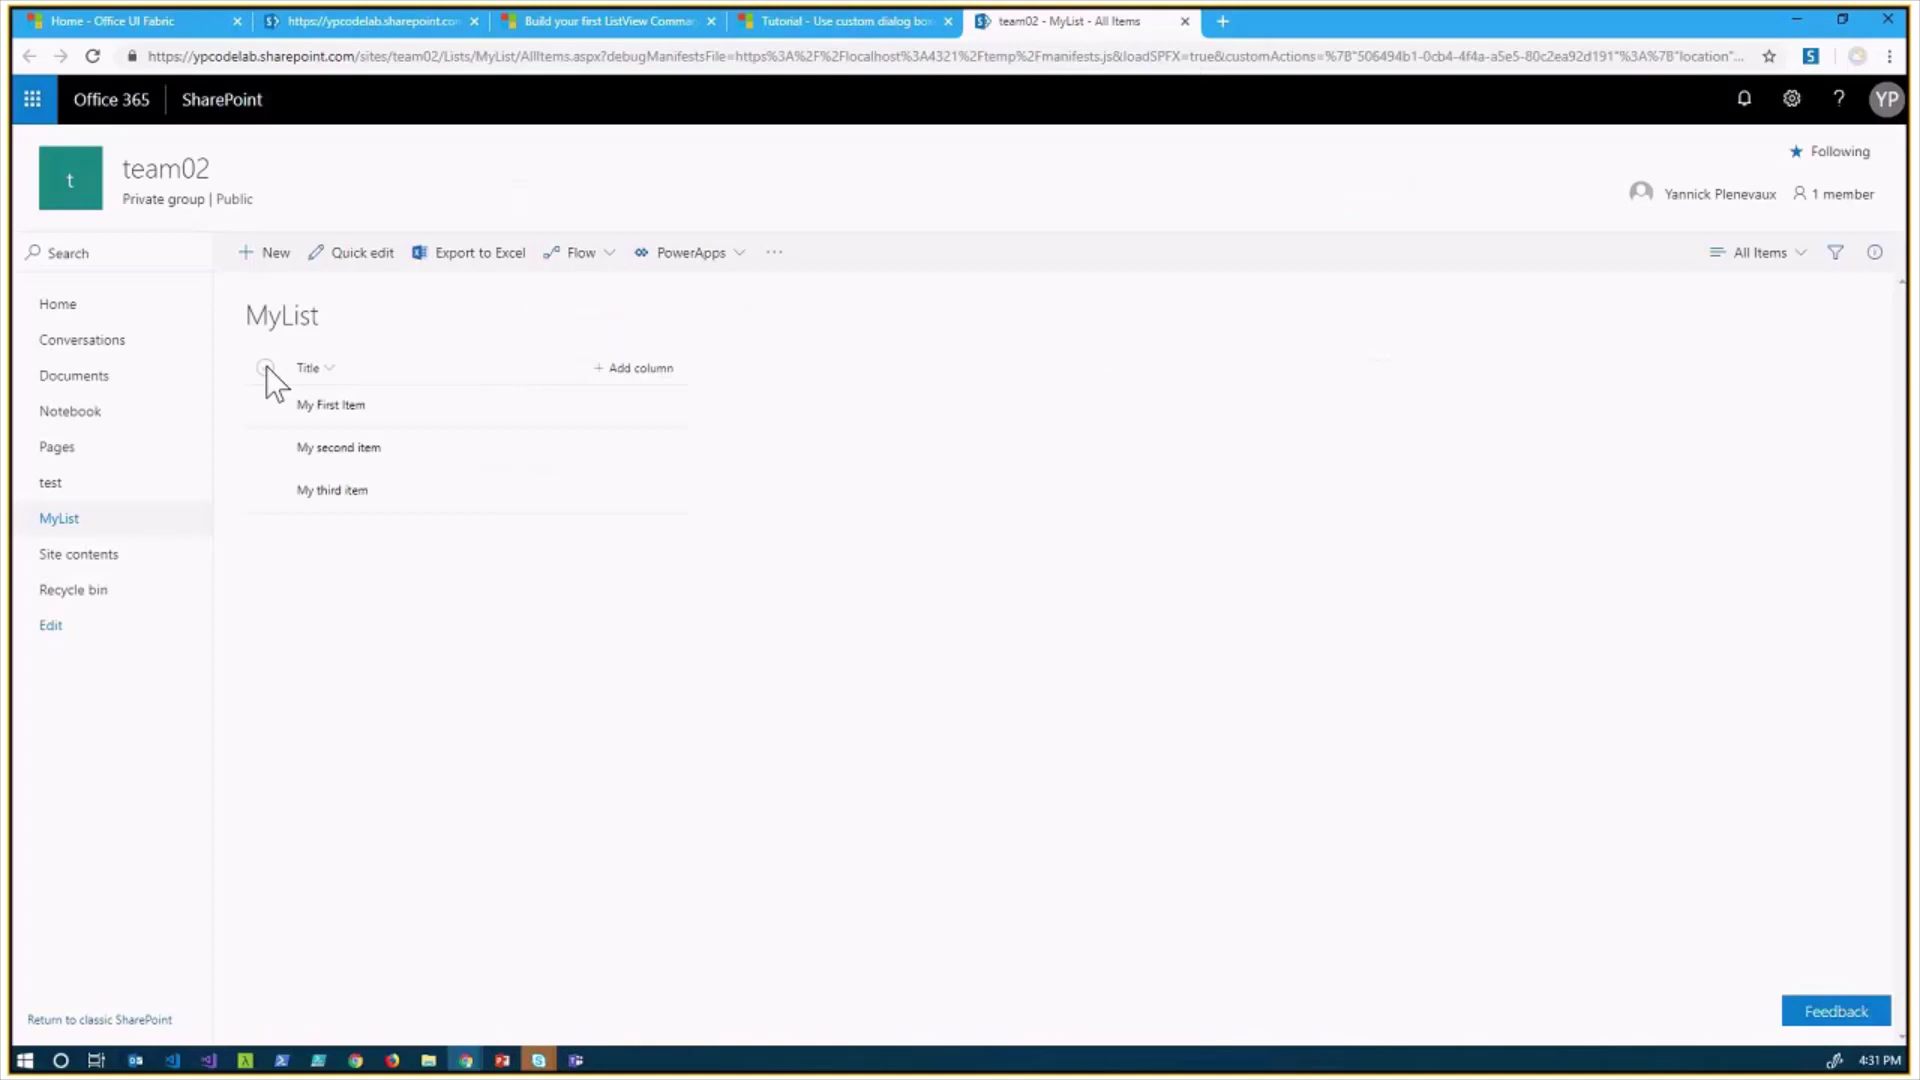 Home - Office UI Fabric
https://ypcodelab.sharepoint.con
Build your first ListView Comma
Tutorial - Use custom dialog bo
team02 - MyList - All Items
https://ypcodelab.sharepoint.com/sites/team02/Lists/MyList/AllItems.aspx?debugManifestsFile=https%3A%2F%2Flocalhost%3A4321%2Ftemp%2Fmanifests.js&loadSPFX=true&customActions=%7B"506494b1-0cb4-4f4a-a5e5-80c2ea92d191"%3A%7B"location"...
S
Office 365
SharePoint
?
YP
t
team02
Private group | Public
Following
Yannick Plenevaux
1 member
Search
New
Quick edit
Export to Excel
Flow
PowerApps
...
All Items
Home
Conversations
Documents
Notebook
Pages
test
MyList
Site contents
Recycle bin
Edit
MyList
Title
+ Add column
My First Item
My second item
My third item
Return to classic SharePoint
Feedback
4:31 PM